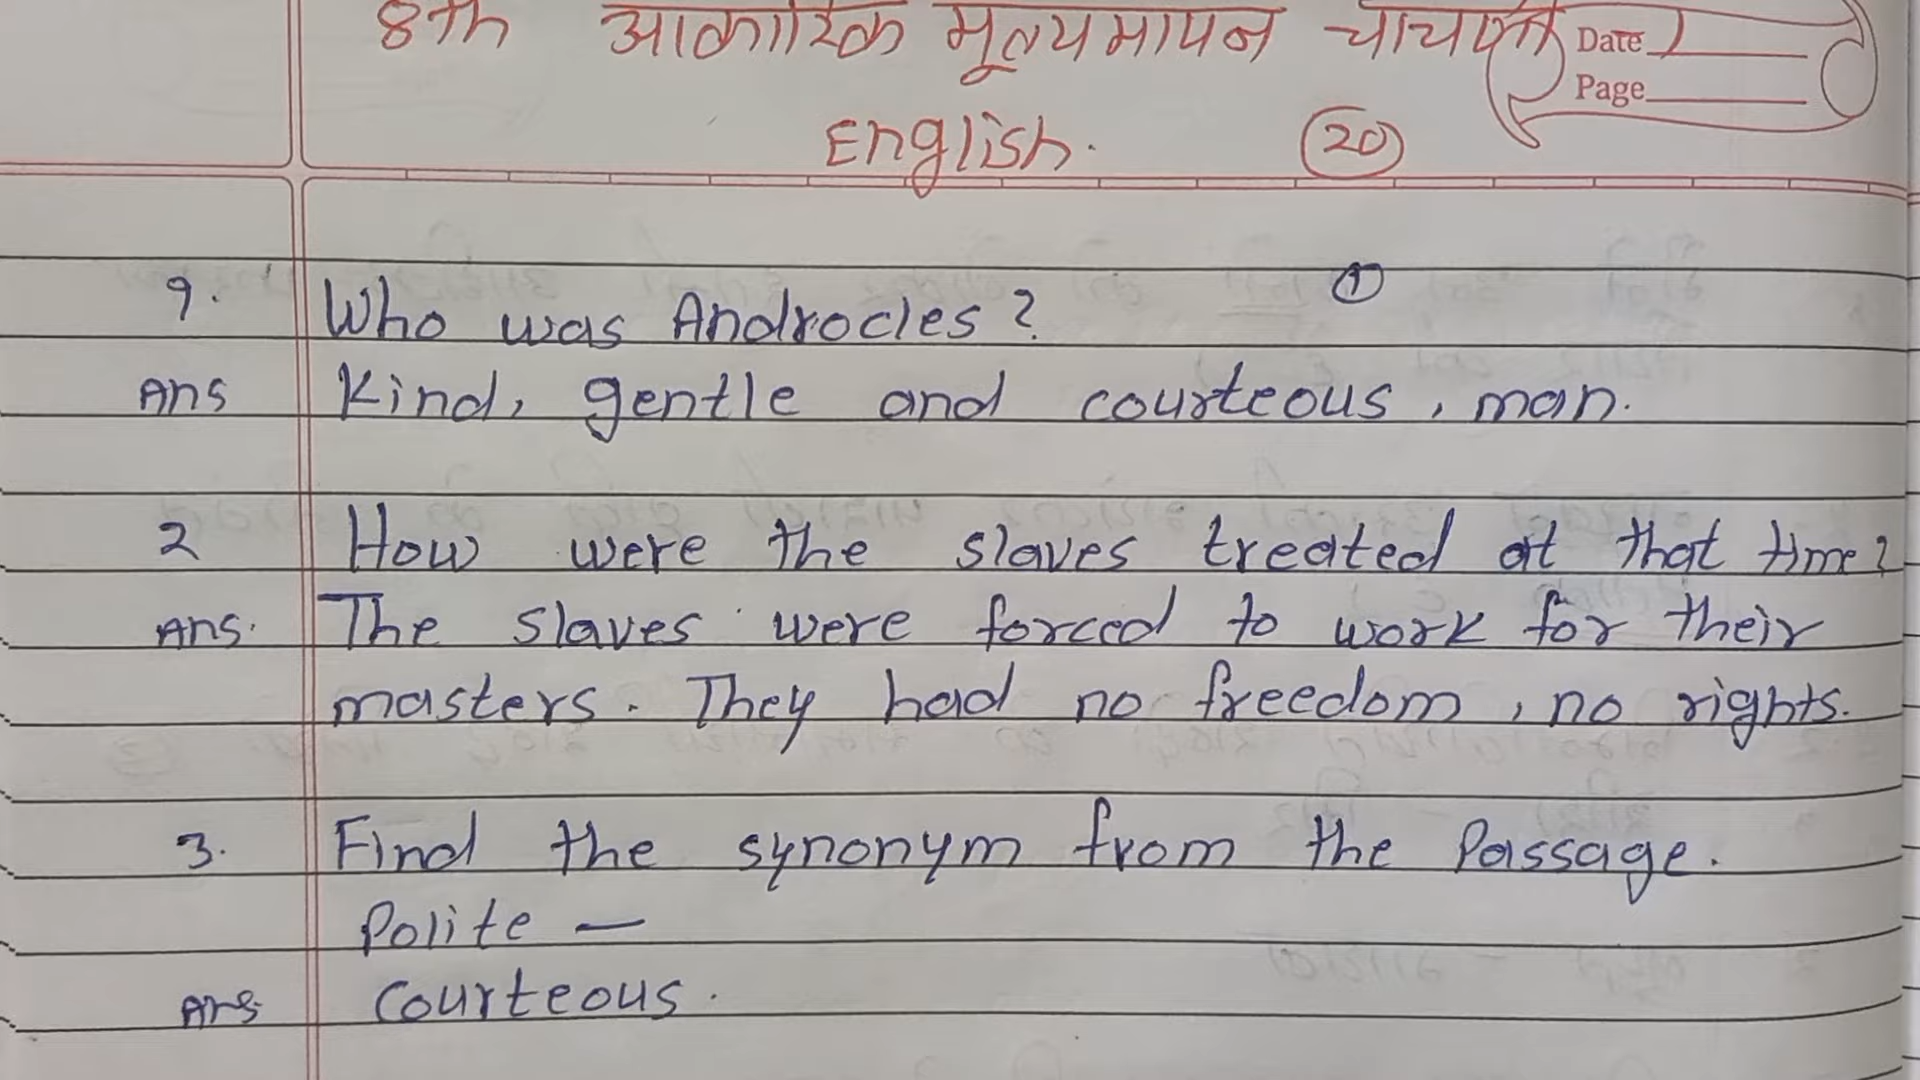 8th आकारिक मूल्यमापन चाचणी
Date
Page
English.
20
१.
Who was Androcles?
१
Ans Kind, gentle and courteous, man.
2 How were the slaves treated at that time?
Ans. The slaves were forced to work for their
masters. They had no freedom, no rights.
3. Find the synonym from the Passage.
Polite —
Ans. Courteous.